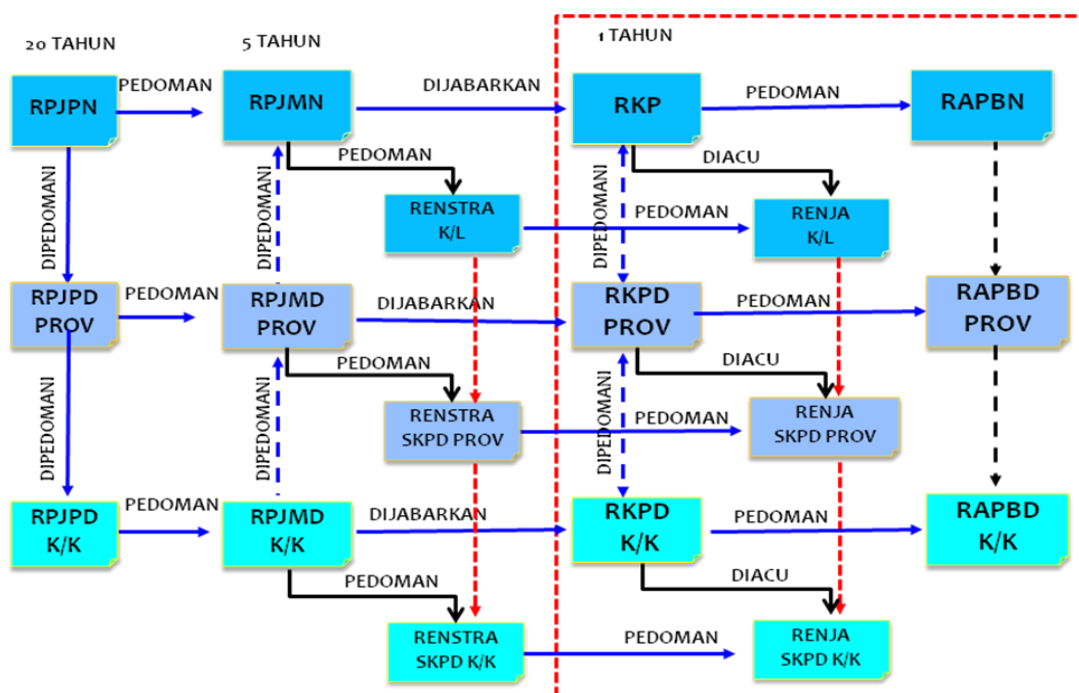 20 TAHUN
5 TAHUN
1 TAHUN
RPJPN
PEDOMAN
RPJMN
DIJABARKAN
RKP
PEDOMAN
RAPBN
DIPEDOMANI
DIPEDOMANI
PEDOMAN
RENSTRA
K/L
PEDOMAN
DIPEDOMANI
DIACU
RENJA
K/L
RPJPD
PROV
PEDOMAN
RPJMD
PROV
DIJABARKAN
RKPD
PROV
PEDOMAN
RAPBD
PROV
DIPEDOMANI
PEDOMAN
RENSTRA
SKPD PROV
PEDOMAN
DIPEDOMANI
DIACU
RENJA
SKPD PROV
RPJPD
K/K
PEDOMAN
RPJMD
K/K
DIJABARKAN
RKPD
K/K
PEDOMAN
RAPBD
K/K
PEDOMAN
RENSTRA
SKPD K/K
PEDOMAN
DIACU
RENJA
SKPD K/K
DIPEDOMANI